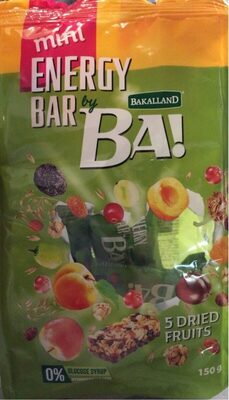 mini
ENERGY
BAR by
BAKALLAND
BA!
5 DRIED
FRUITS
150 g
0% GLUCOSE SYRUP